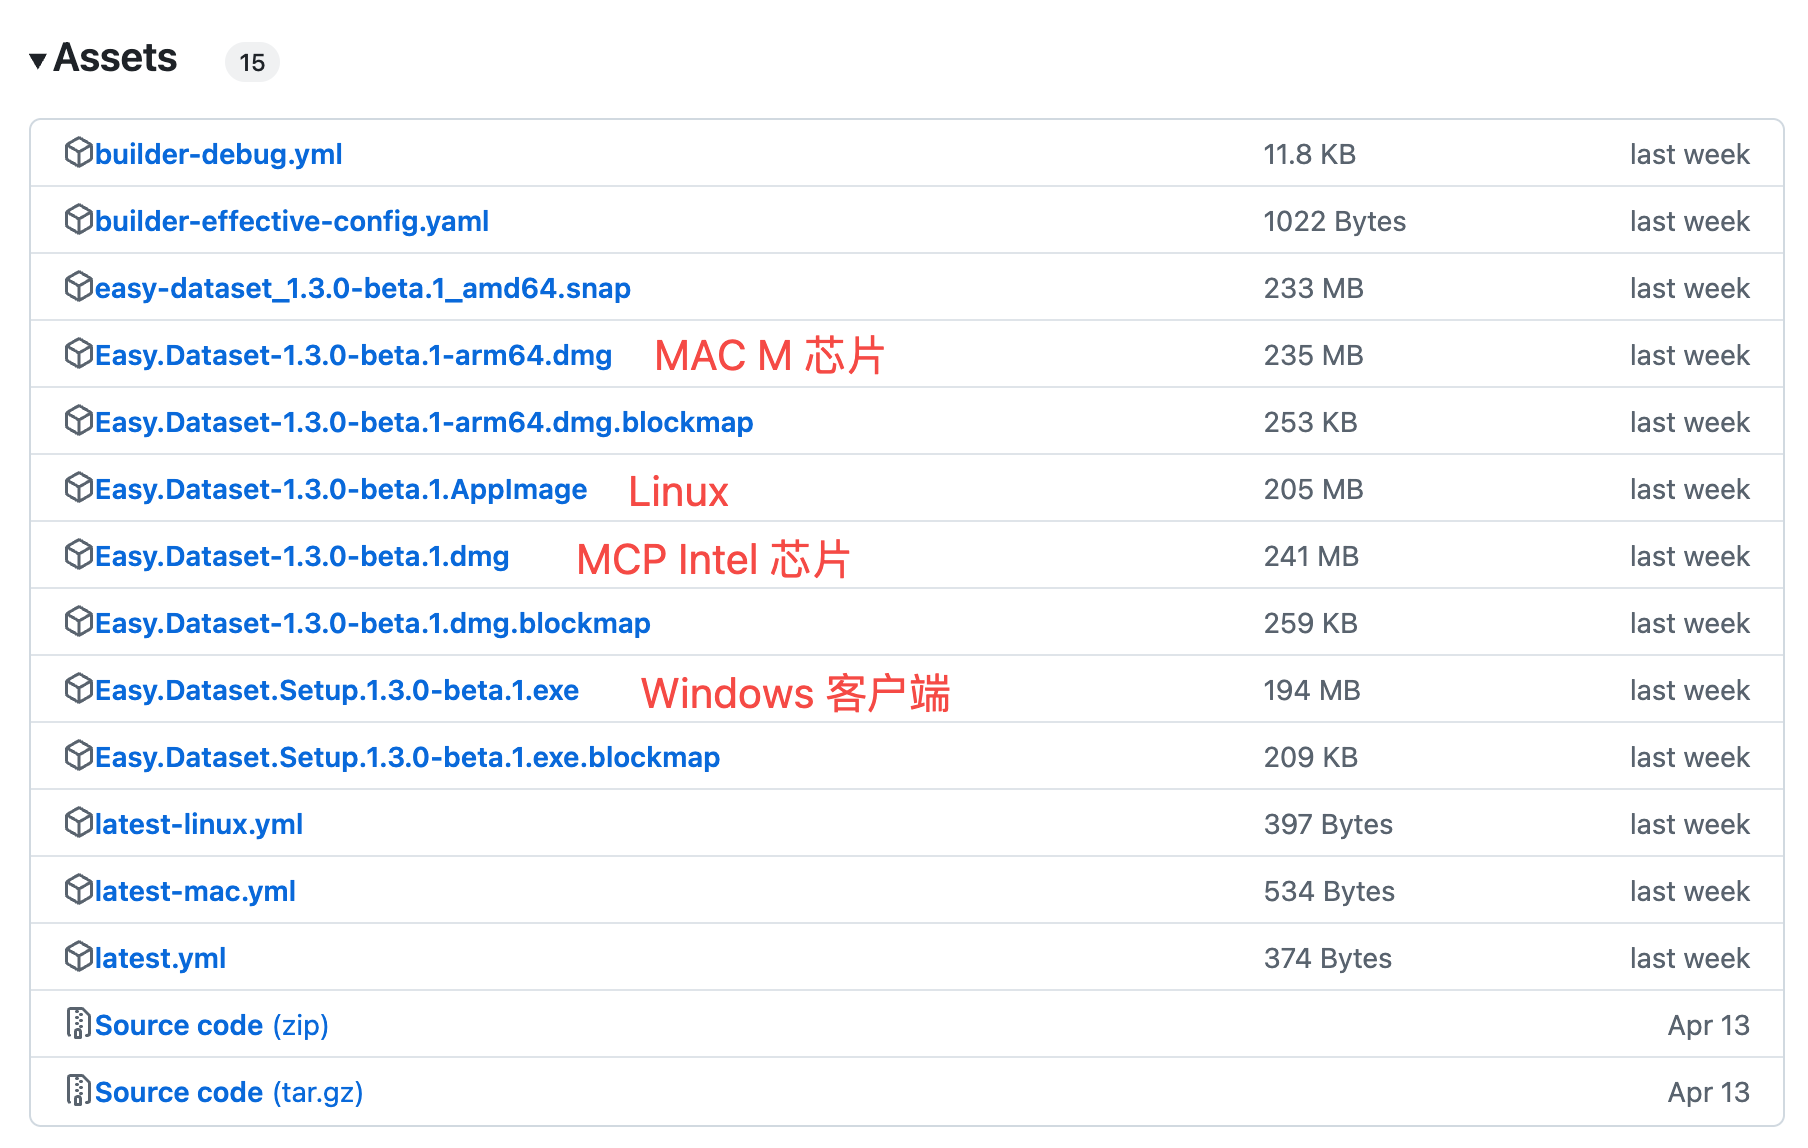 Assets 15
builder-debug.yml 11.8 KB last week
builder-effective-config.yaml 1022 Bytes last week
easy-dataset_1.3.0-beta.1_amd64.snap 233 MB last week
Easy.Dataset-1.3.0-beta.1-arm64.dmg MAC M 芯片 235 MB last week
Easy.Dataset-1.3.0-beta.1-arm64.dmg.blockmap 253 KB last week
Easy.Dataset-1.3.0-beta.1.AppImage Linux 205 MB last week
Easy.Dataset-1.3.0-beta.1.dmg MCP Intel 芯片 241 MB last week
Easy.Dataset-1.3.0-beta.1.dmg.blockmap 259 KB last week
Easy.Dataset.Setup.1.3.0-beta.1.exe Windows 客户端 194 MB last week
Easy.Dataset.Setup.1.3.0-beta.1.exe.blockmap 209 KB last week
latest-linux.yml 397 Bytes last week
latest-mac.yml 534 Bytes last week
latest.yml 374 Bytes last week
Source code (zip) Apr 13
Source code (tar.gz) Apr 13